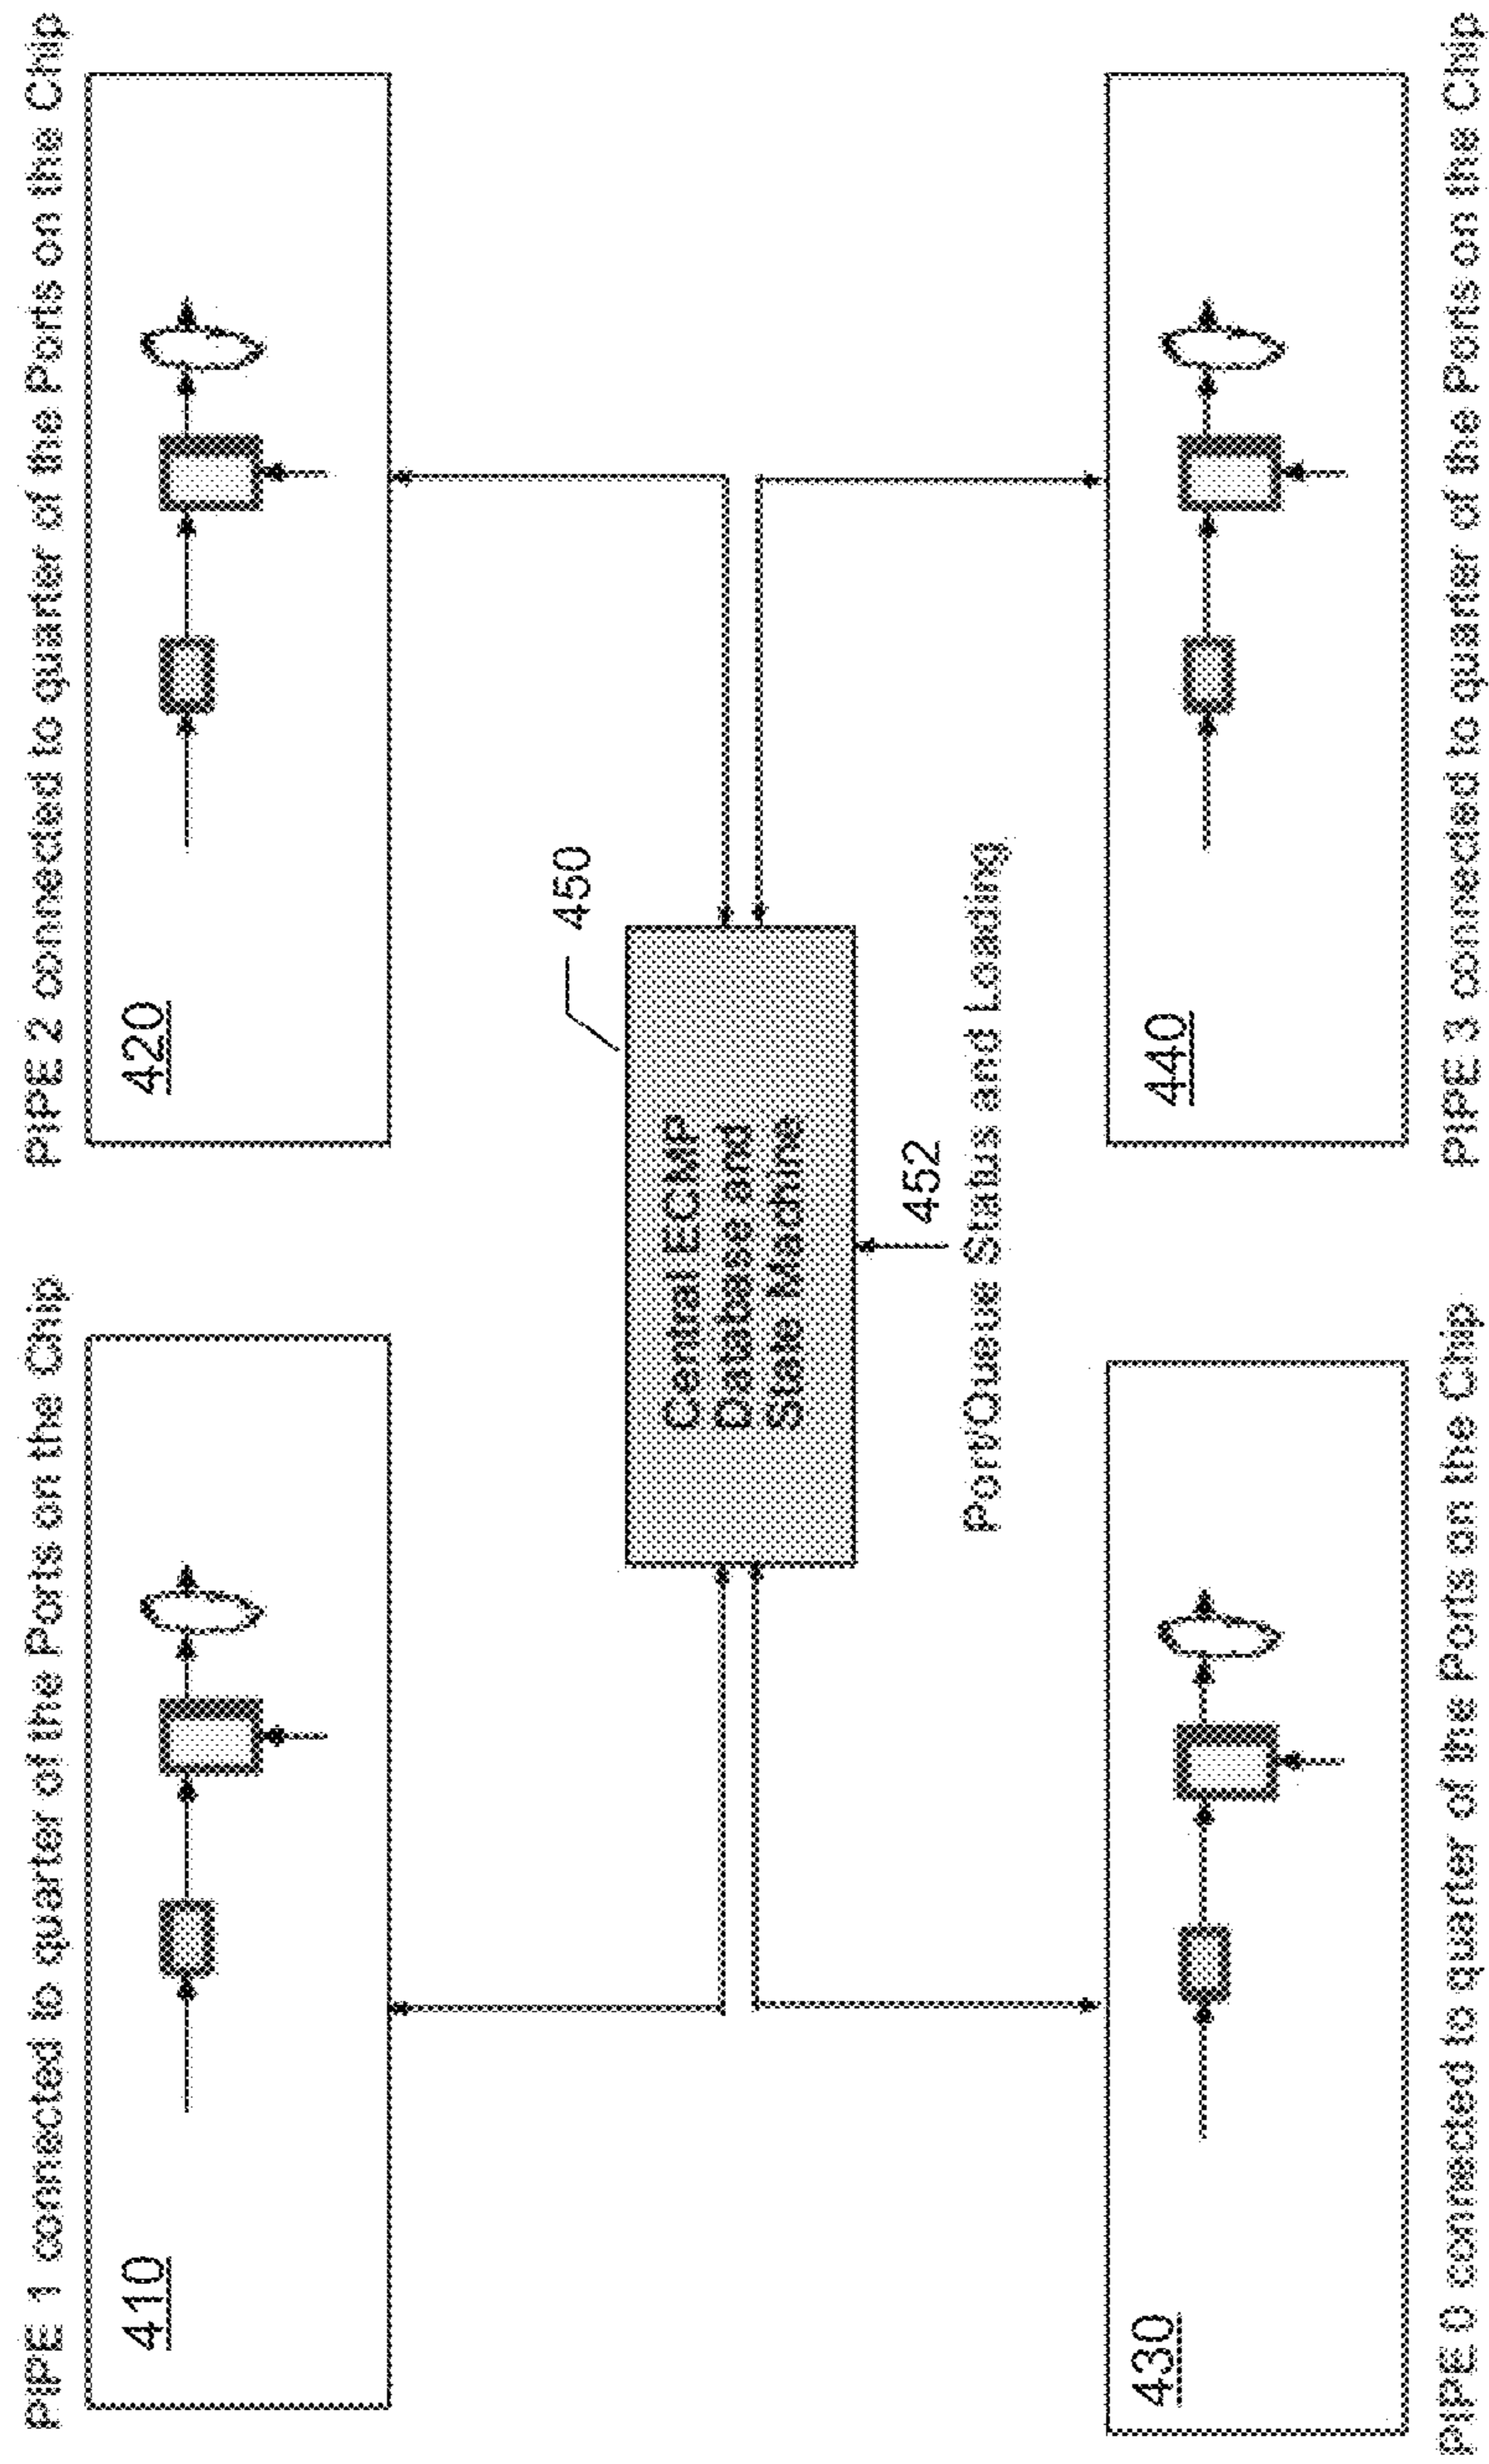 PIPE 1 connected to quarter of the Ports on the Chip
PIPE 2 connected to quarter of the Ports on the Chip
410
420
450
Central ECMP
Database and
State Machine
452
Port/Queue Status and Loading
430
440
PIPE 0 connected to quarter of the Ports on the Chip
PIPE 3 connected to quarter of the Ports on the Chip